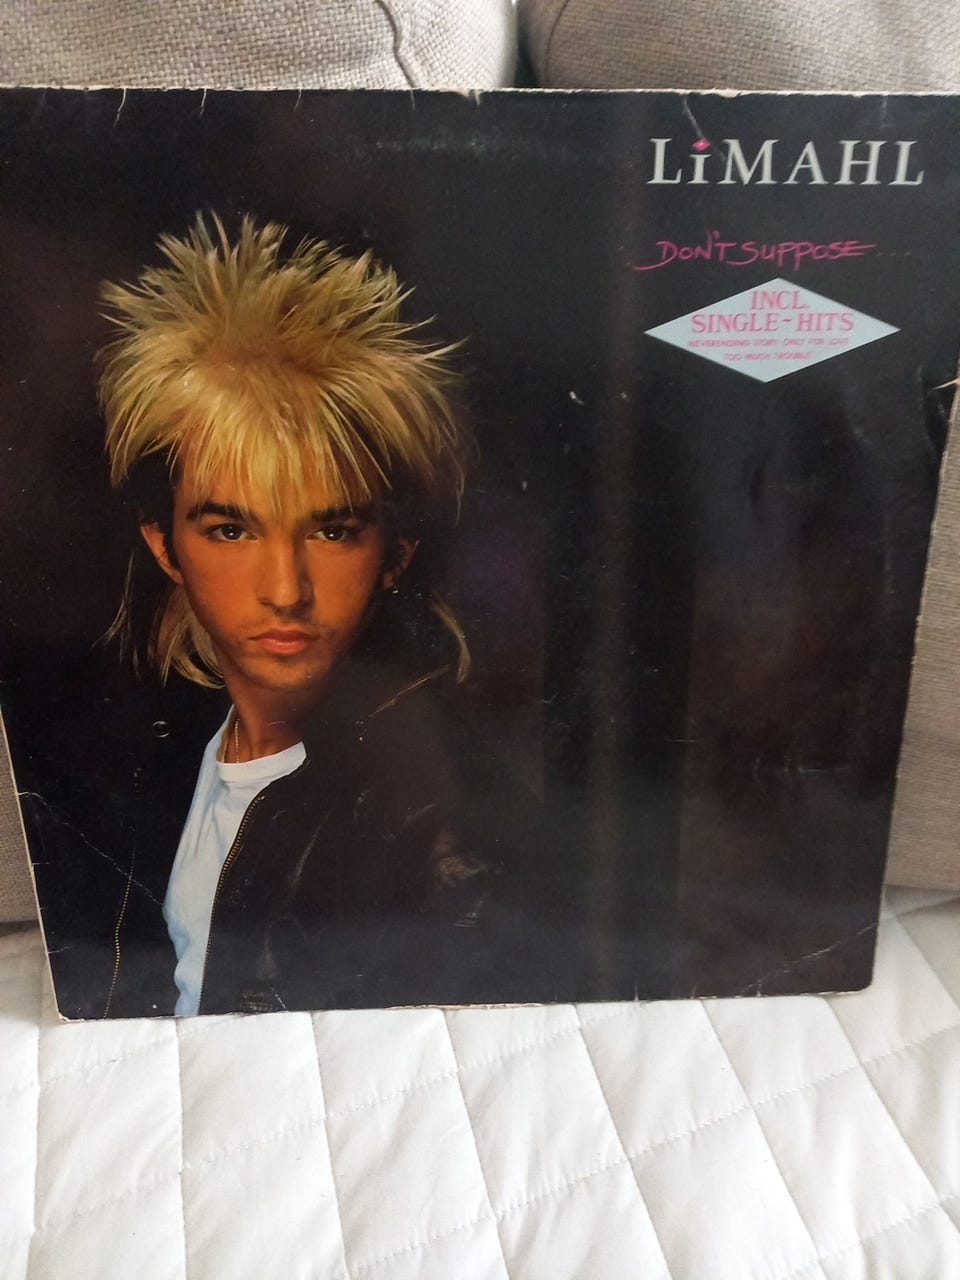 LiMAHL
DON'T SUPPOSE...
INCL.
SINGLE-HITS
NEVERENDING STORY · ONLY FOR LOVE
TOO MUCH TROUBLE